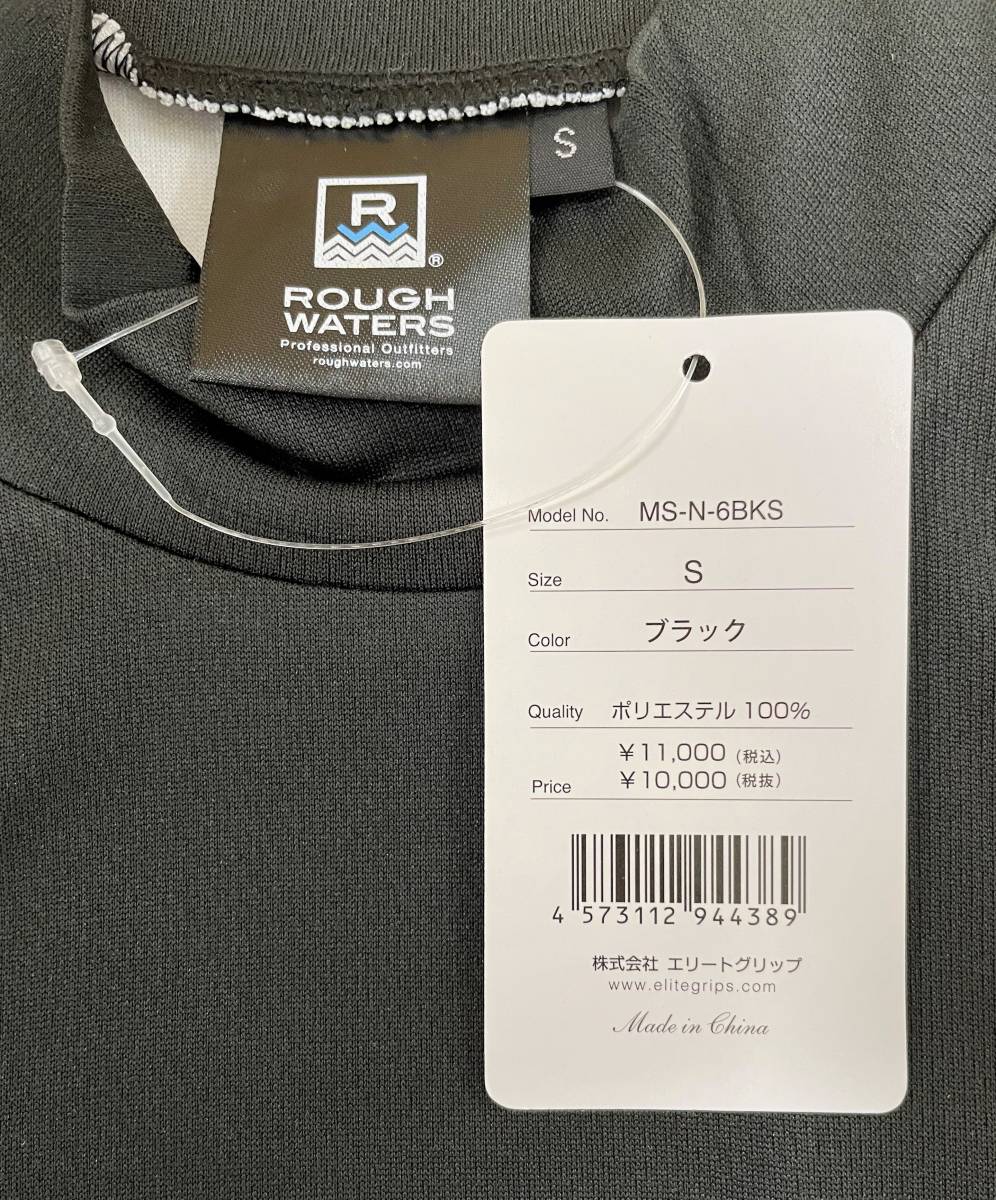 S
R
®
ROUGH
WATERS
Professional Outfitters
roughwaters.com
Model No. MS-N-6BKS
Size S
Color ブラック
Quality ポリエステル 100%
¥11,000 (税込)
Price ¥10,000 (税抜)
4 573112 944389
株式会社 エリートグリップ
www.elitegrips.com
Made in China